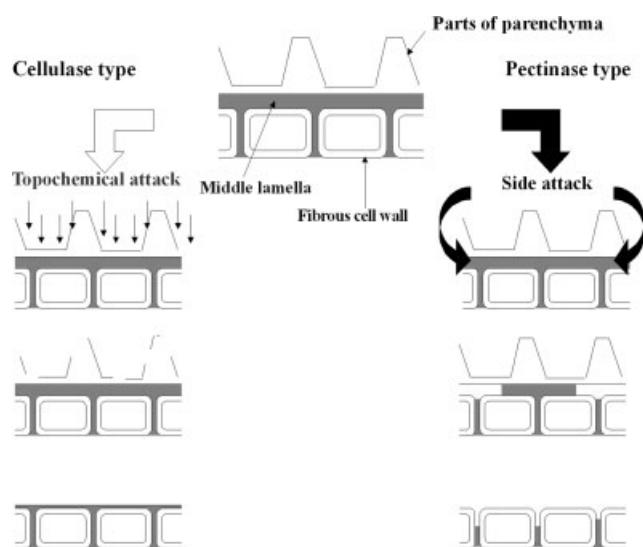 Parts of parenchyma
Cellulase type
Pectinase type
Topochemical attack
Middle lamella
Side attack
Fibrous cell wall